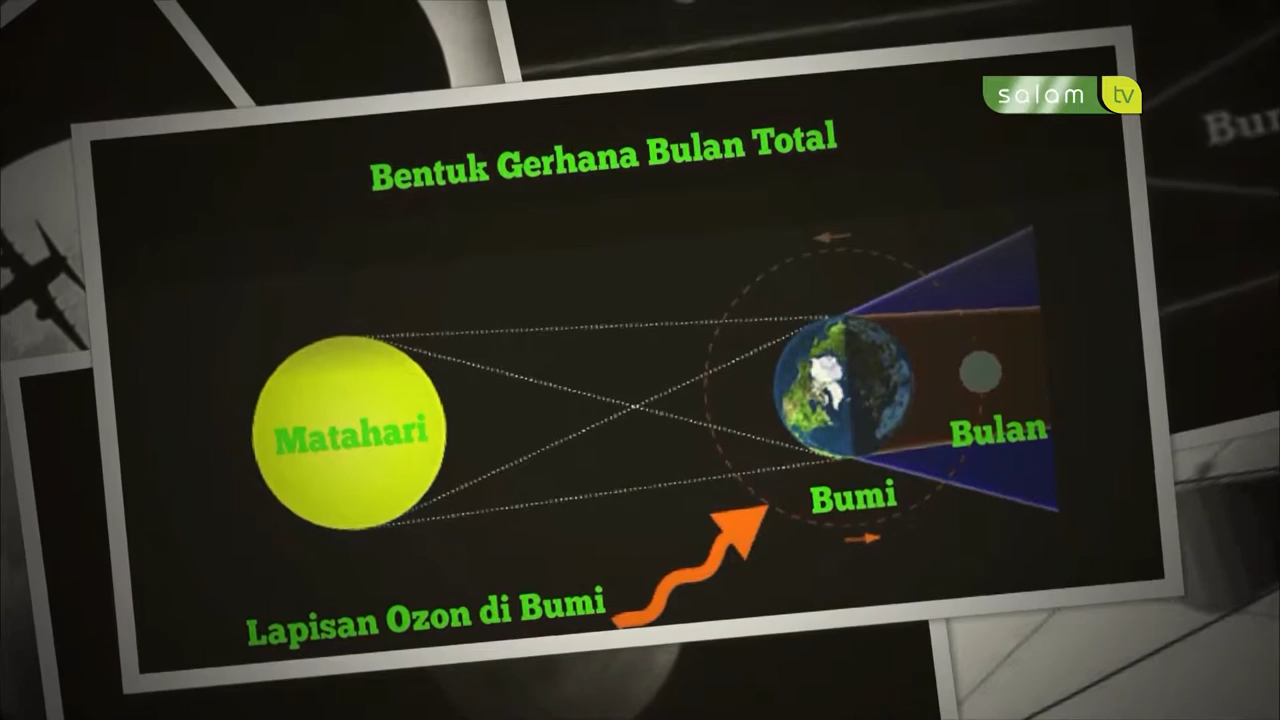 salam tv
Bentuk Gerhana Bulan Total
Matahari
Bulan
Bumi
Lapisan Ozon di Bumi